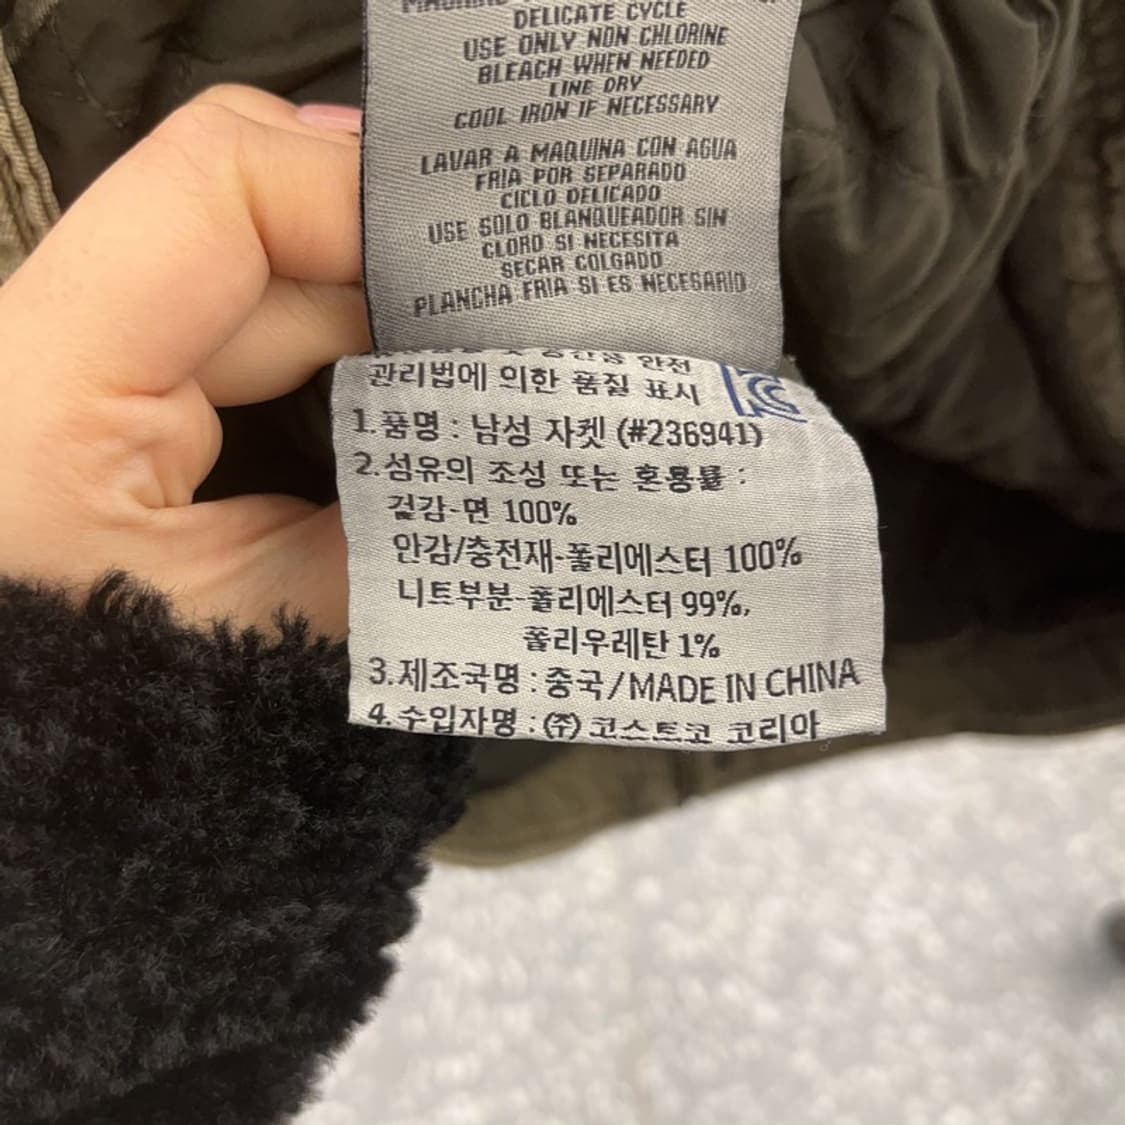 DELICATE CYCLE
USE ONLY NON CHLORINE
BLEACH WHEN NEEDED
LINE DRY
COOL IRON IF NECESSARY
LAVAR A MAQUINA CON AGUA
FRIA POR SEPARADO
CICLO DELICADO
USE SOLO BLANQUEADOR SIN
CLORO SI NECESITA
SECAR COLGADO
PLANCHA FRIA SI ES NECESARIO
안전
관리법에 의한 품질 표시
1.품명 : 남성 자켓 (#236941)
2.섬유의 조성 또는 혼용률 :
겉감-면 100%
안감/충전재-폴리에스터 100%
니트부분-폴리에스터 99%,
폴리우레탄 1%
3.제조국명 : 중국/MADE IN CHINA
4.수입자명 : ㈜ 코스트코 코리아